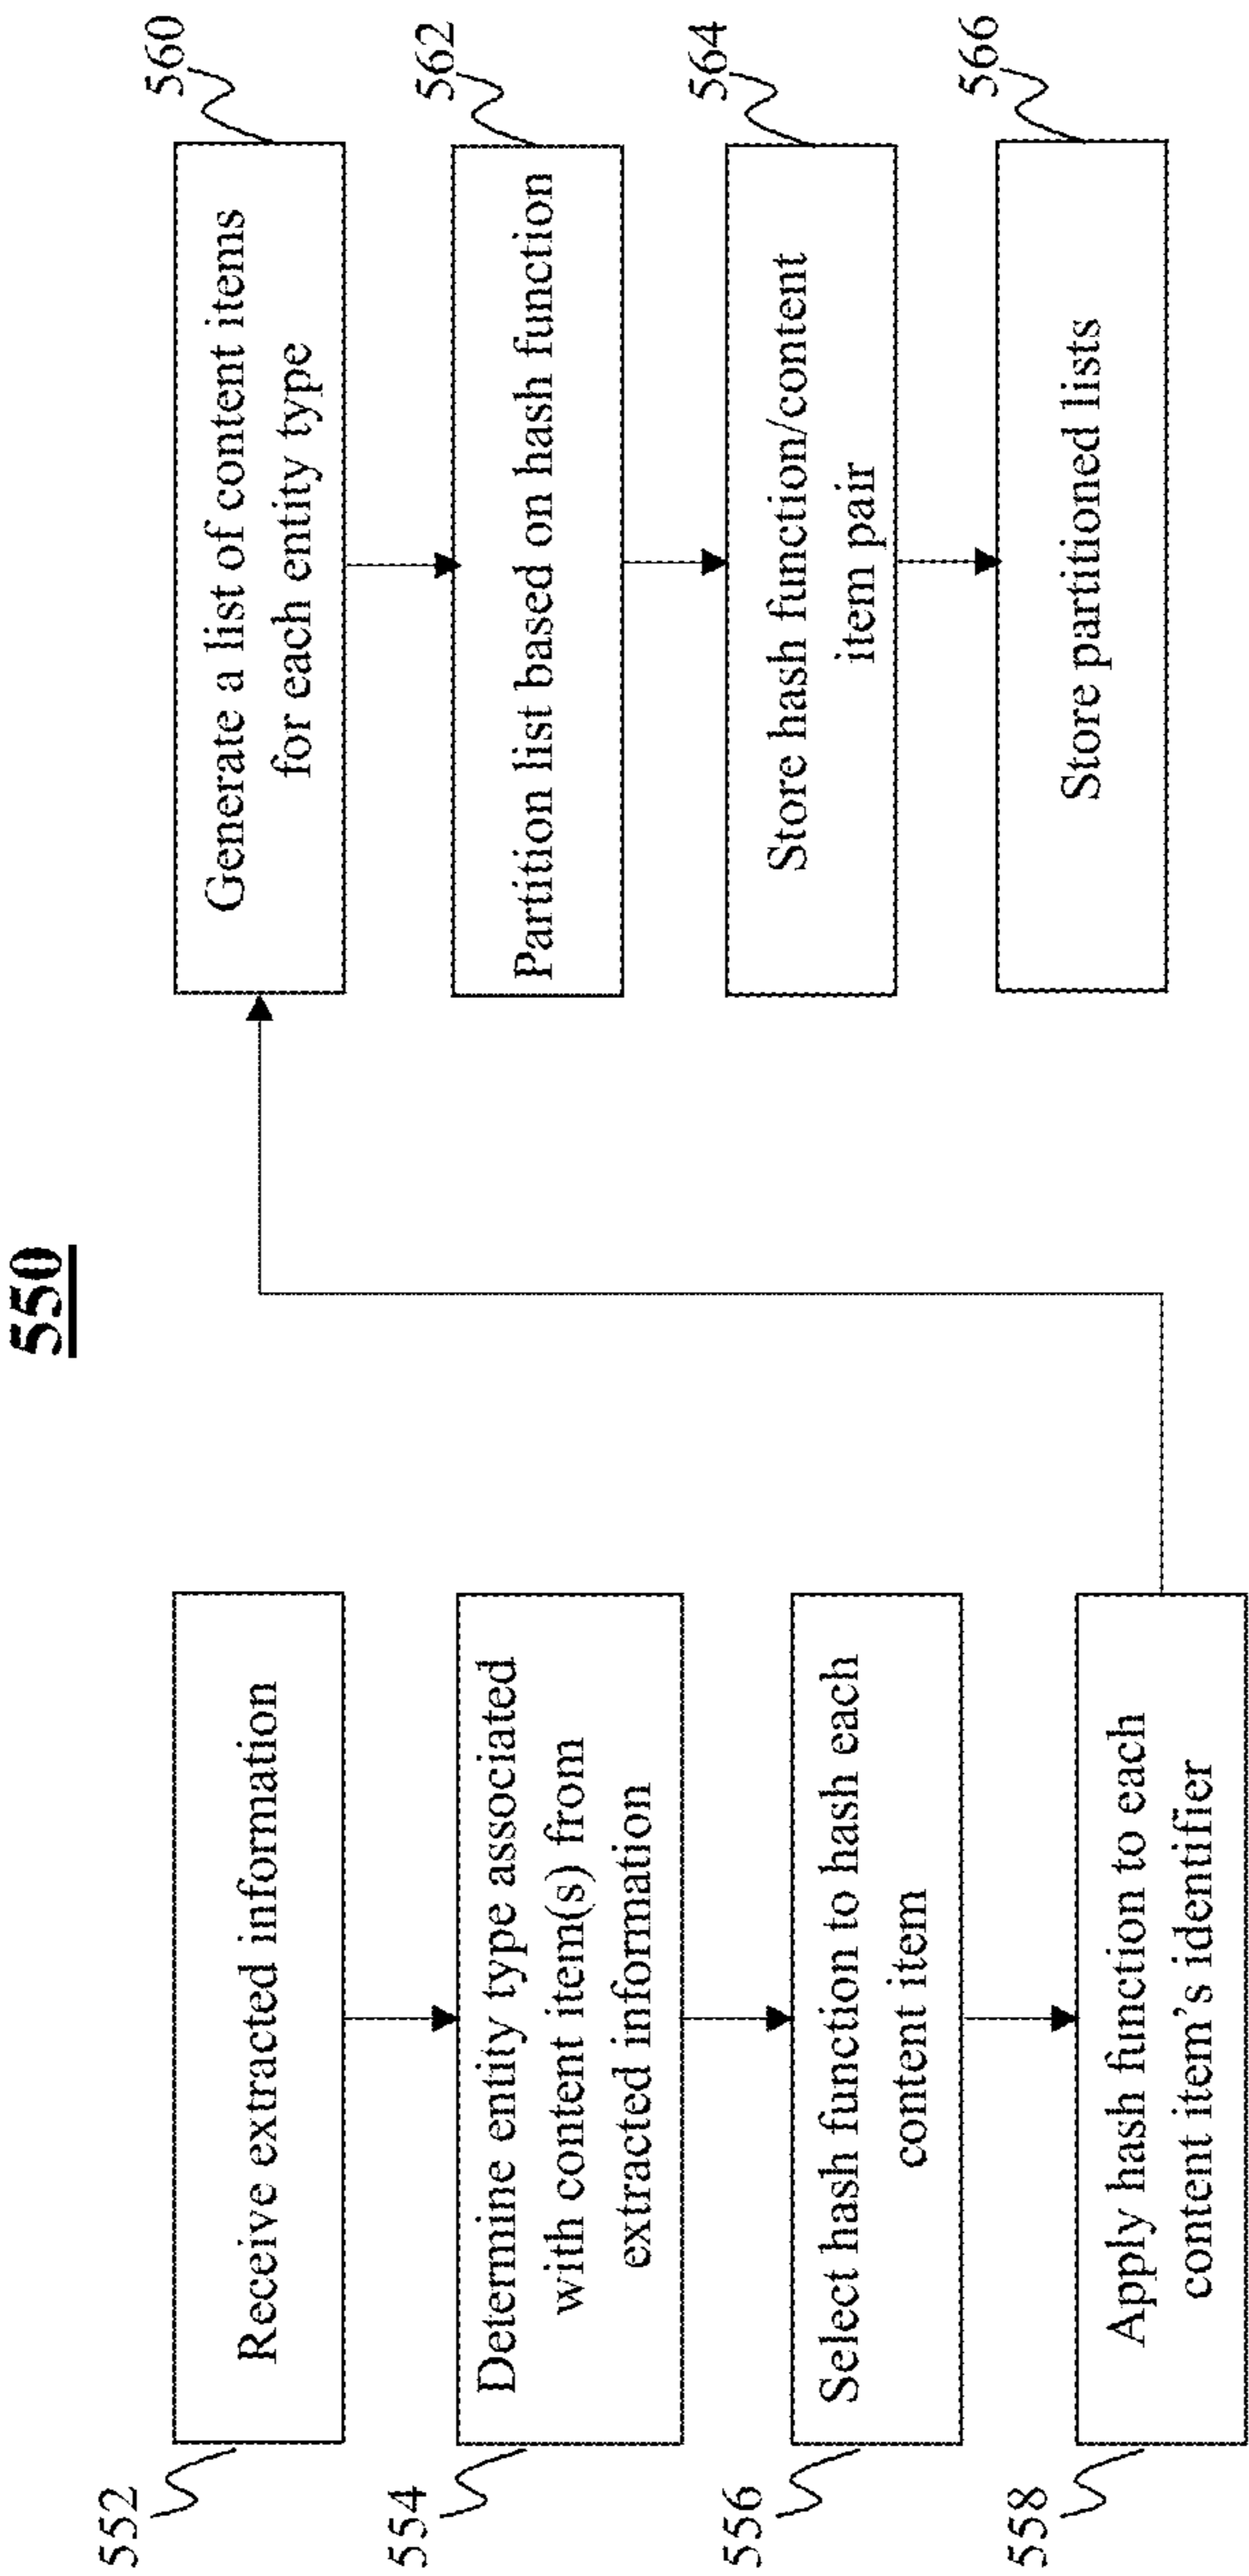 550
552
Receive extracted information
554
Determine entity type associated
with content item(s) from
extracted information
556
Select hash function to hash each
content item
558
Apply hash function to each
content item's identifier
560
Generate a list of content items
for each entity type
562
Partition list based on hash function
564
Store hash function/content
item pair
566
Store partitioned lists